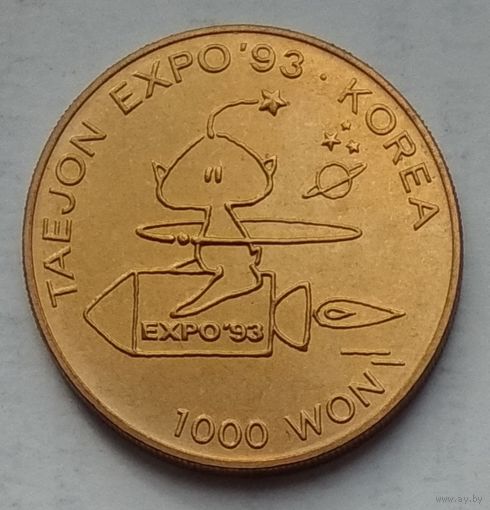 TAEJON EXPO '93 · KOREA
EXPO '93
1000 WON
www.ay.by